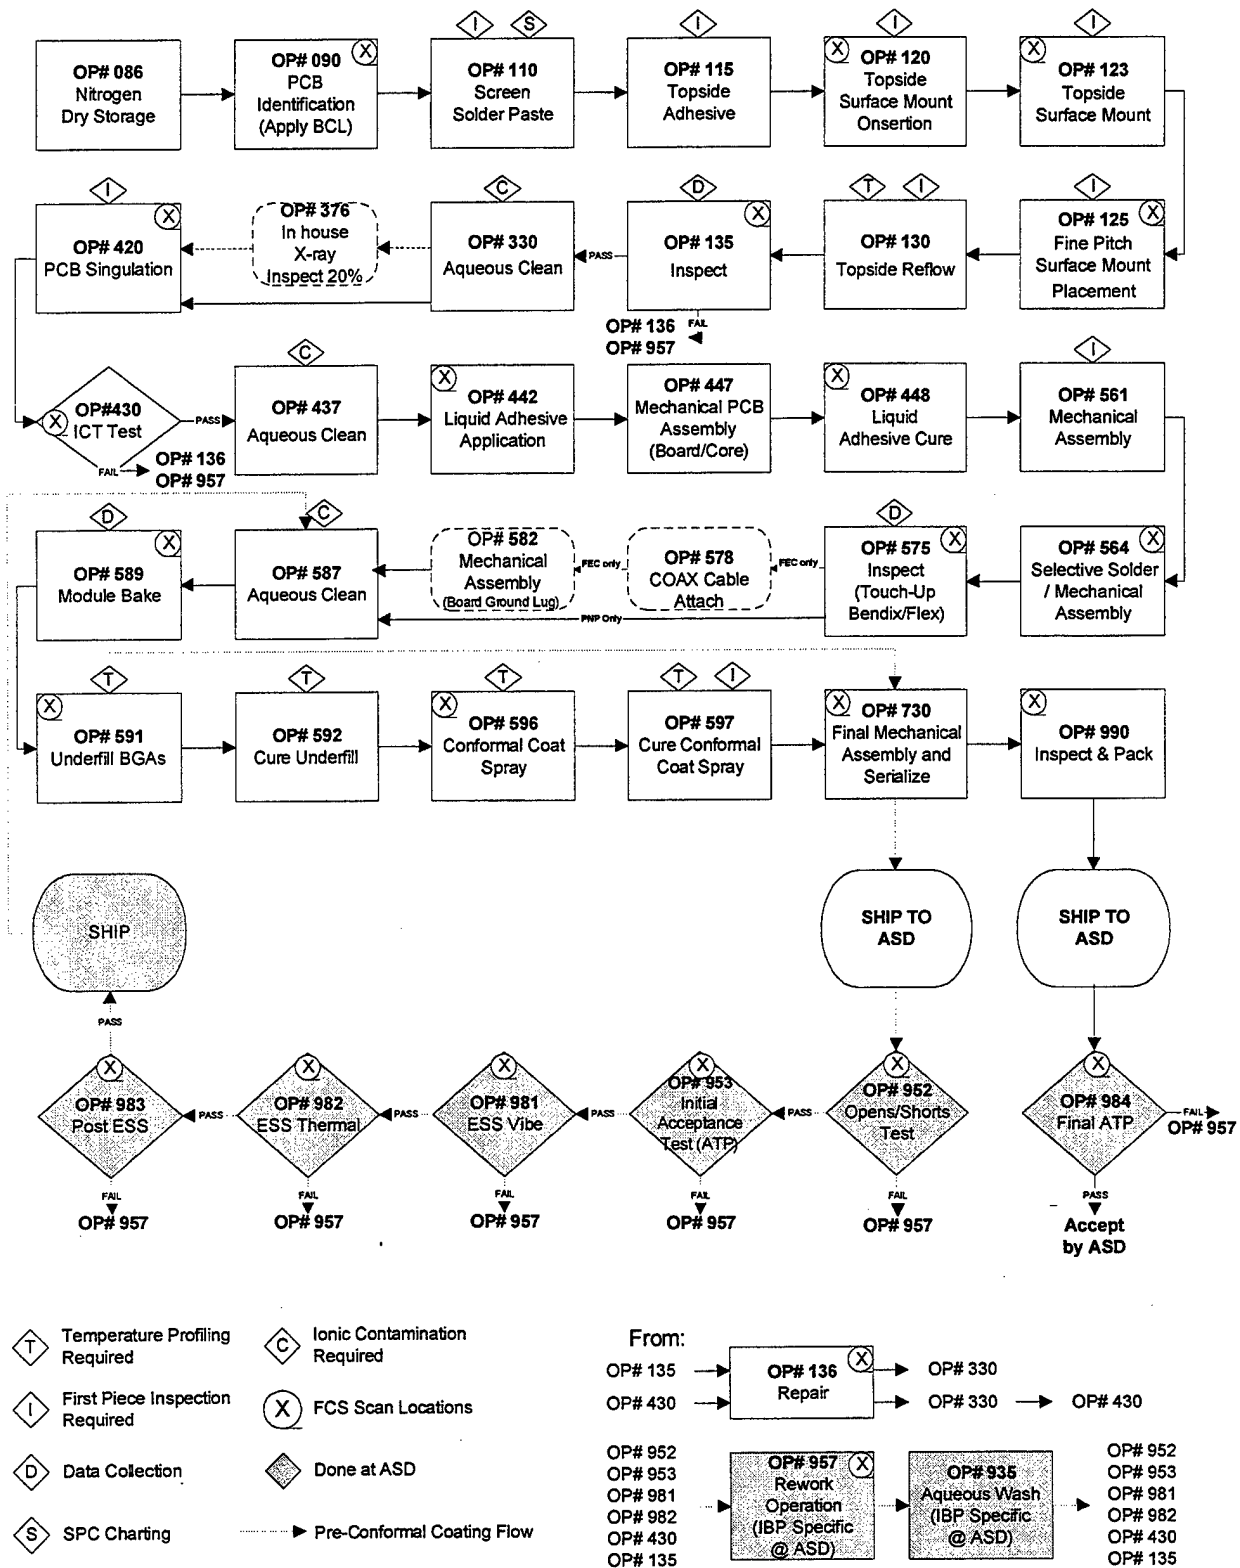 I
S
I
I
I
OP# 086
Nitrogen
Dry Storage
X
OP# 090
PCB
Identification
(Apply BCL)
OP# 110
Screen
Solder Paste
OP# 115
Topside
Adhesive
X
OP# 120
Topside
Surface Mount
Onsertion
X
OP# 123
Topside
Surface Mount
I
C
D
T
I
I
X
OP# 420
PCB Singulation
OP# 376
In house
X-ray
Inspect 20%
OP# 330
Aqueous Clean
PASS
X
OP# 135
Inspect
OP# 130
Topside Reflow
X
OP# 125
Fine Pitch
Surface Mount
Placement
FAIL
OP# 136
OP# 957
C
I
X
OP#430
ICT Test
PASS
FAIL
OP# 136
OP# 957
OP# 437
Aqueous Clean
X
OP# 442
Liquid Adhesive
Application
OP# 447
Mechanical PCB
Assembly
(Board/Core)
X
OP# 448
Liquid
Adhesive Cure
OP# 561
Mechanical
Assembly
D
C
D
X
OP# 589
Module Bake
OP# 587
Aqueous Clean
OP# 582
Mechanical
Assembly
(Board Ground Lug)
FEC only
OP# 578
COAX Cable
Attach
FEC only
X
OP# 575
Inspect
(Touch-Up
Bendix/Flex)
X
OP# 564
Selective Solder
/ Mechanical
Assembly
PNP Only
T
T
T
T
I
X
OP# 591
Underfill BGAs
OP# 592
Cure Underfill
X
OP# 596
Conformal Coat
Spray
OP# 597
Cure Conformal
Coat Spray
X
OP# 730
Final Mechanical
Assembly and
Serialize
X
OP# 990
Inspect & Pack
SHIP
SHIP TO
ASD
SHIP TO
ASD
PASS
X
OP# 983
Post ESS
PASS
X
OP# 982
ESS Thermal
PASS
X
OP# 981
ESS Vibe
PASS
X
OP# 953
Initial
Acceptance
Test (ATP)
PASS
X
OP# 952
Opens/Shorts
Test
X
OP# 984
Final ATP
FAIL
OP# 957
FAIL
OP# 957
FAIL
OP# 957
FAIL
OP# 957
FAIL
OP# 957
FAIL
OP# 957
PASS
Accept
by ASD
T
Temperature Profiling
Required
C
Ionic Contamination
Required
I
First Piece Inspection
Required
X
FCS Scan Locations
D
Data Collection
Done at ASD
S
SPC Charting
Pre-Conformal Coating Flow
From:
OP# 135
OP# 430
X
OP# 136
Repair
OP# 330
OP# 330
OP# 430
OP# 952
OP# 953
OP# 981
OP# 982
OP# 430
OP# 135
X
OP# 957
Rework
Operation
(IBP Specific
@ ASD)
OP# 935
Aqueous Wash
(IBP Specific
@ ASD)
OP# 952
OP# 953
OP# 981
OP# 982
OP# 430
OP# 135